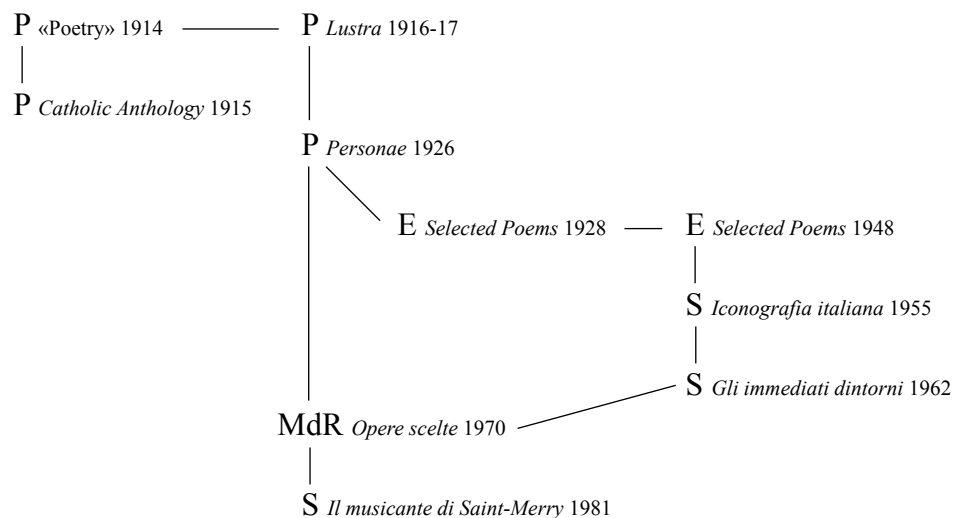 P «Poetry» 1914 P Lustra 1916-17
P Catholic Anthology 1915
P Personae 1926
E Selected Poems 1928 E Selected Poems 1948
S Iconografia italiana 1955
S Gli immediati dintorni 1962
MdR Opere scelte 1970
S Il musicante di Saint-Merry 1981